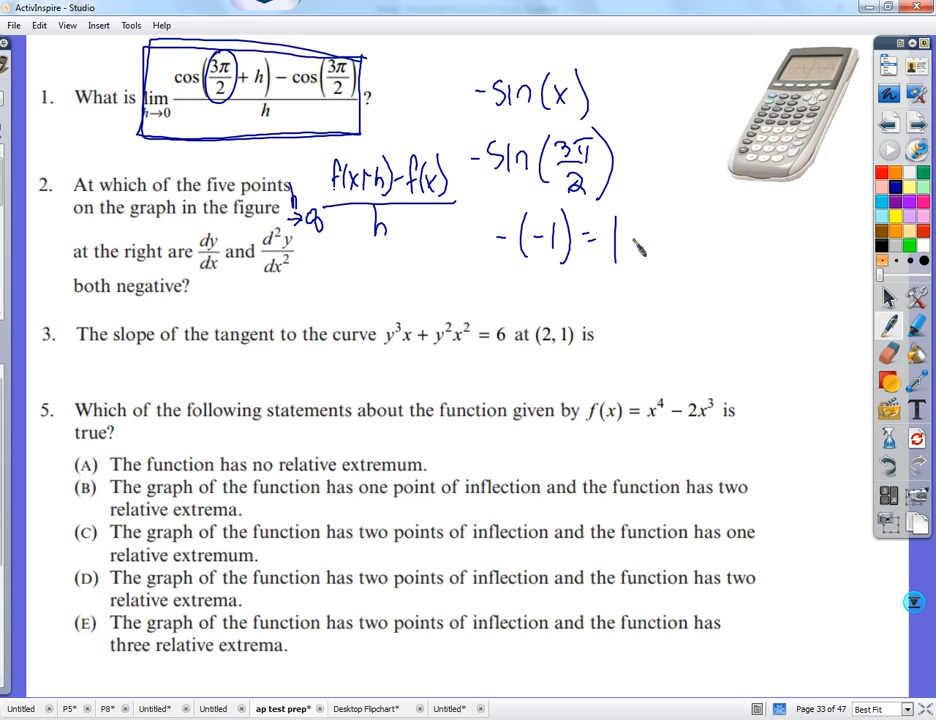 ActivInspire - Studio
File Edit View Insert Tools Help
1. What is lim h→0 cos(3π/2 + h) − cos(3π/2) / h ?
-sin(x)
-sin(3π/2)
-(-1) = 1
f(x+h)-f(x)
h
2. At which of the five points
on the graph in the figure
at the right are dy/dx and d²y/dx²
both negative?
3. The slope of the tangent to the curve y³x + y²x² = 6 at (2, 1) is
5. Which of the following statements about the function given by f(x) = x⁴ − 2x³ is
true?
(A) The function has no relative extremum.
(B) The graph of the function has one point of inflection and the function has two
relative extrema.
(C) The graph of the function has two points of inflection and the function has one
relative extremum.
(D) The graph of the function has two points of inflection and the function has two
relative extrema.
(E) The graph of the function has two points of inflection and the function has
three relative extrema.
Untitled P5* P8* Untitled* Untitled ap test prep* Desktop Flipchart* Untitled* Page 33 of 47 Best Fit